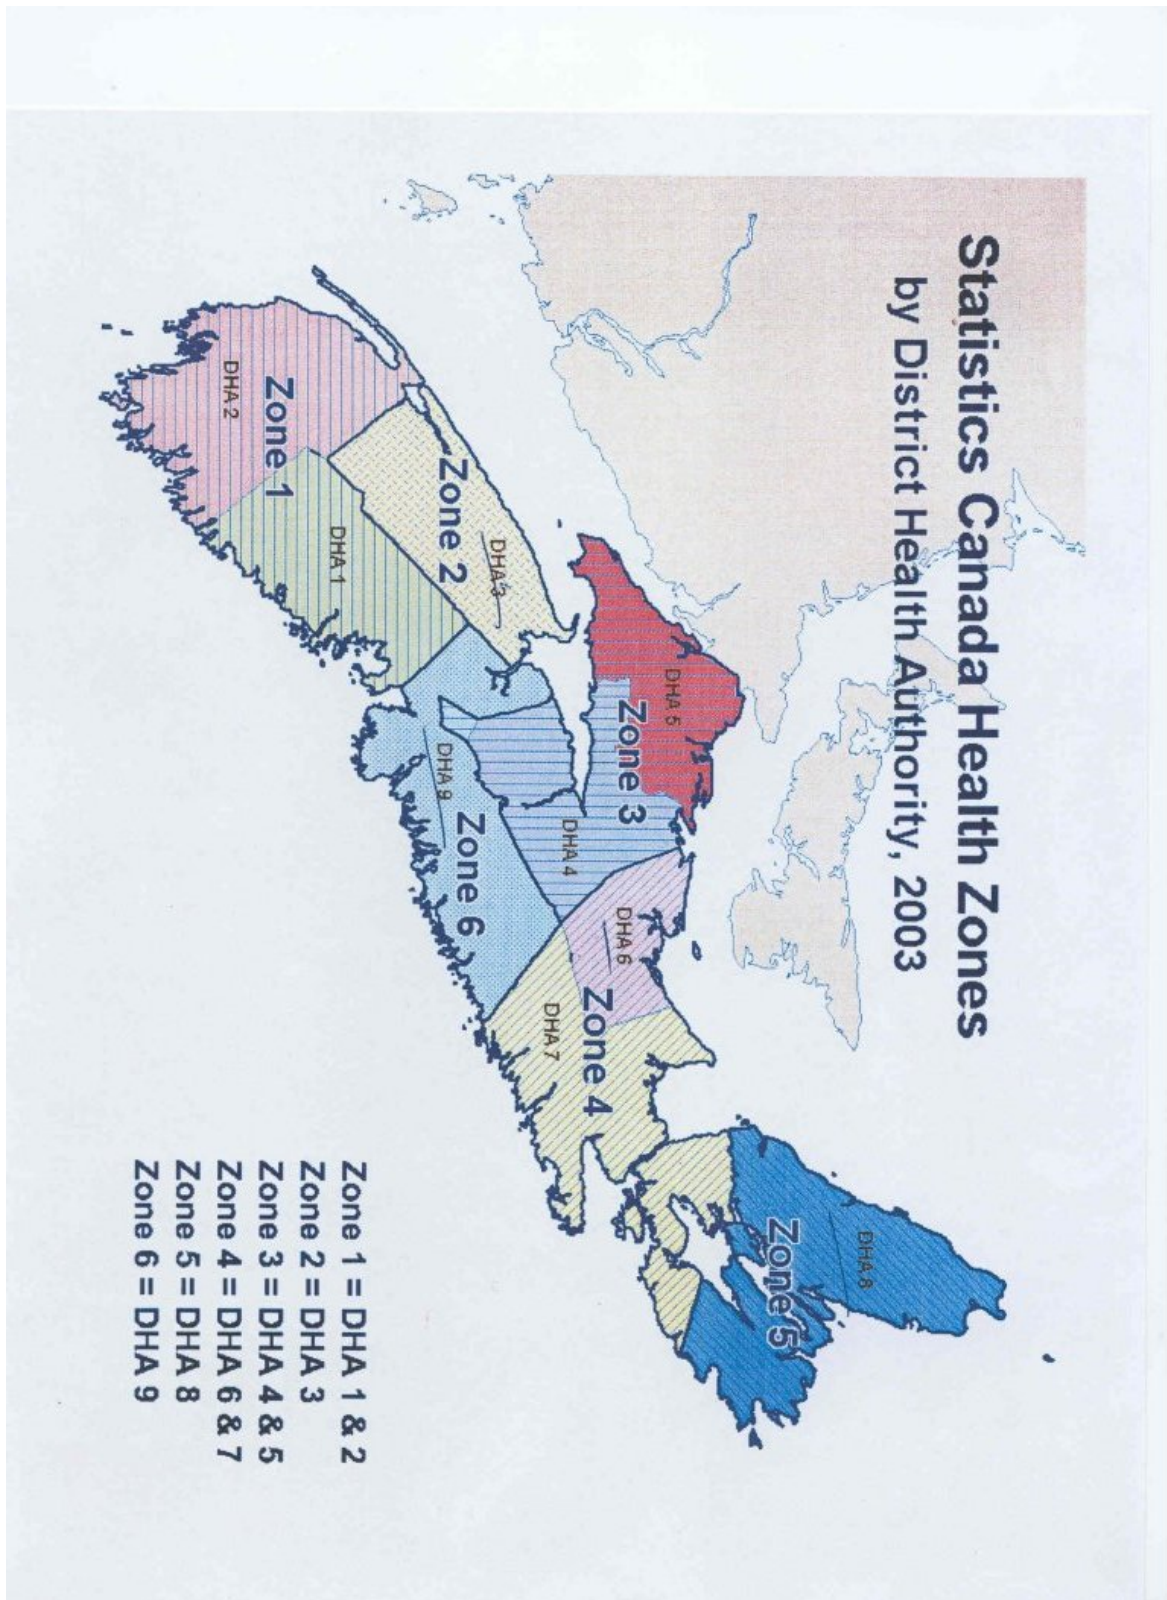 Statistics Canada Health Zones
by District Health Authority, 2003
DHA 5
Zone 3
DHA 4
DHA 8
Zone 5
DHA 6
Zone 4
DHA 7
DHA 3
Zone 2
DHA 9
Zone 6
DHA 1
Zone 1
DHA 2
Zone 1 = DHA 1 & 2
Zone 2 = DHA 3
Zone 3 = DHA 4 & 5
Zone 4 = DHA 6 & 7
Zone 5 = DHA 8
Zone 6 = DHA 9